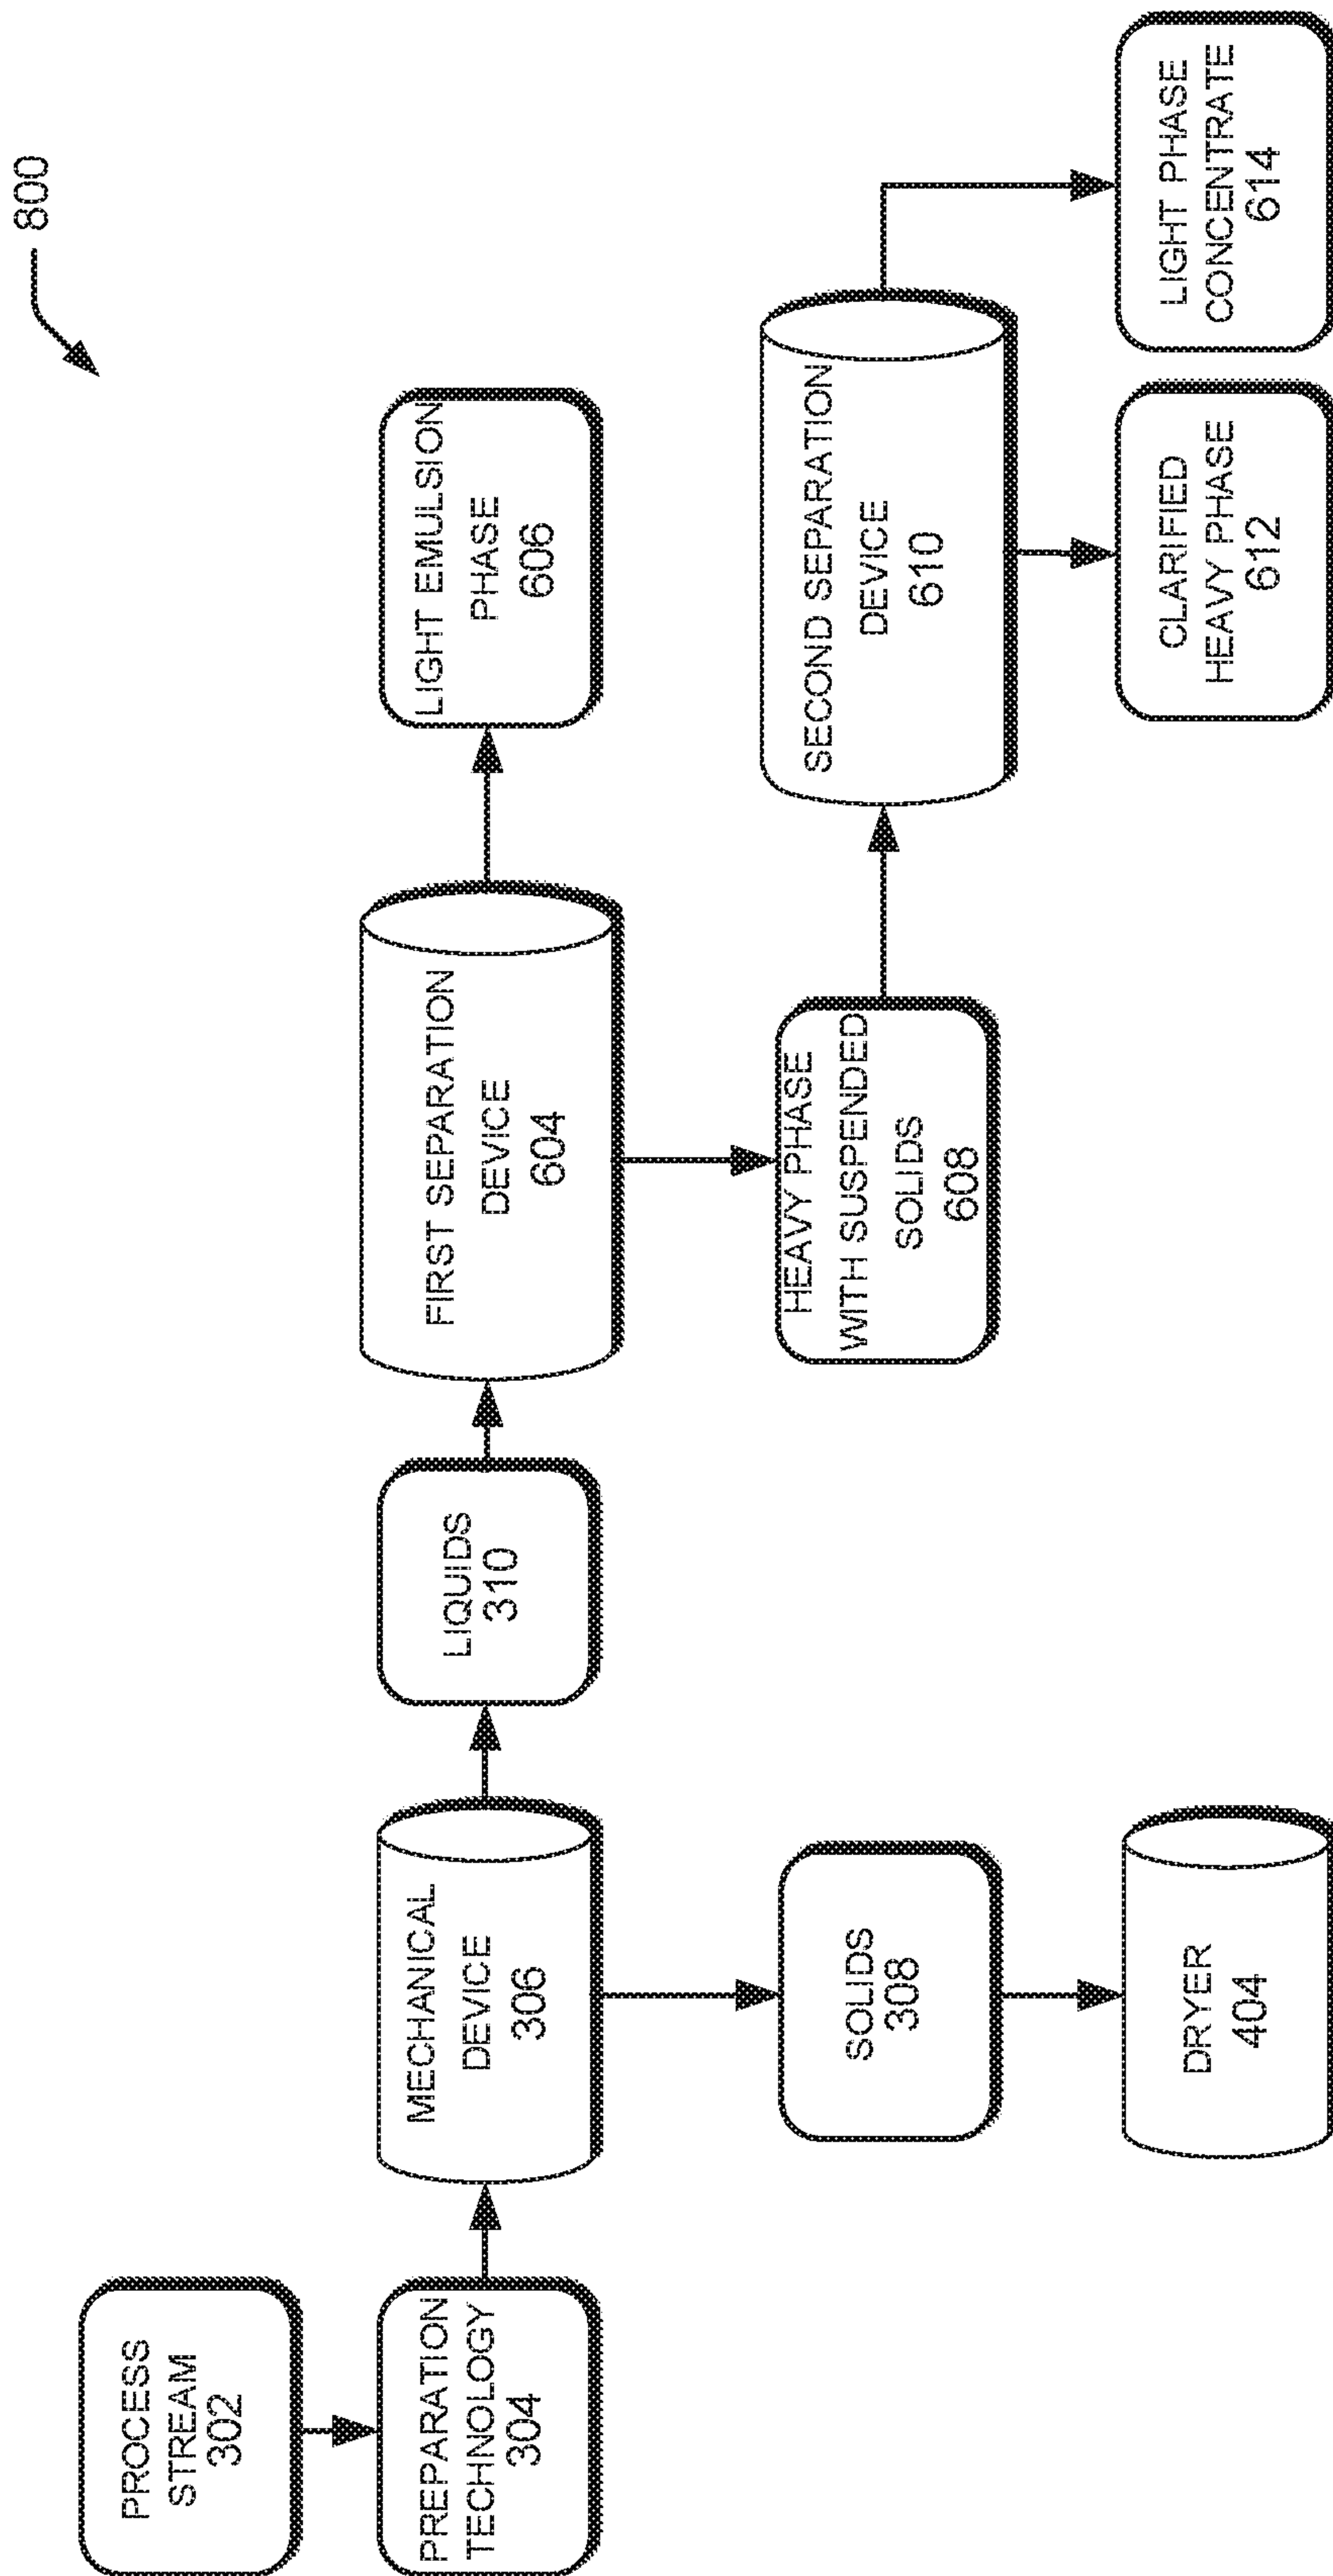 800
PROCESS
STREAM
302
PREPARATION
TECHNOLOGY
304
MECHANICAL
DEVICE
306
SOLIDS
308
DRYER
404
LIQUIDS
310
FIRST SEPARATION
DEVICE
604
LIGHT EMULSION
PHASE
606
HEAVY PHASE
WITH SUSPENDED
SOLIDS
608
SECOND SEPARATION
DEVICE
610
CLARIFIED
HEAVY PHASE
612
LIGHT PHASE
CONCENTRATE
614